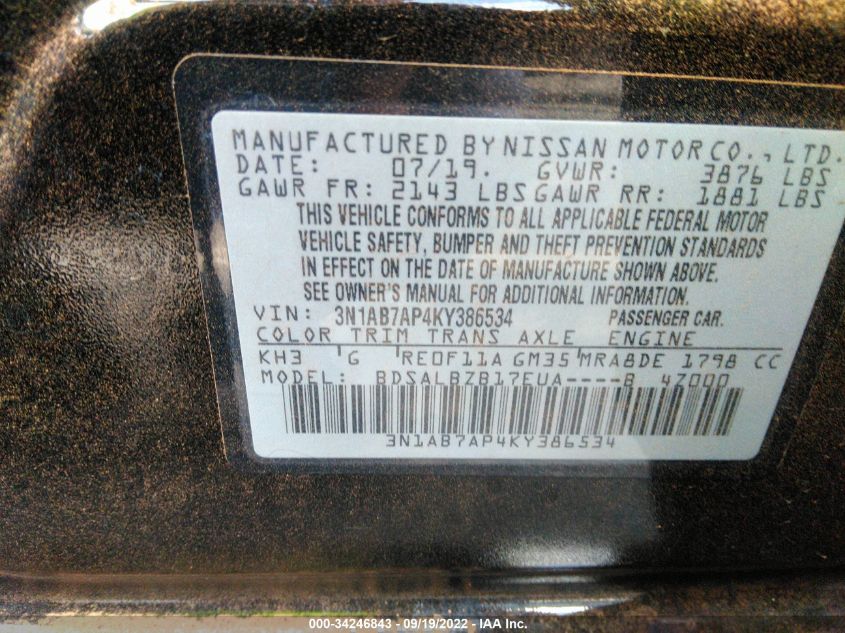 MANUFACTURED BY NISSAN MOTOR CO., LTD.
DATE: 07/19. GVWR: 3876 LBS
GAWR FR: 2143 LBS GAWR RR: 1881 LBS
THIS VEHICLE CONFORMS TO ALL APPLICABLE FEDERAL MOTOR
VEHICLE SAFETY, BUMPER AND THEFT PREVENTION STANDARDS
IN EFFECT ON THE DATE OF MANUFACTURE SHOWN ABOVE.
SEE OWNER'S MANUAL FOR ADDITIONAL INFORMATION.
VIN: 3N1AB7AP4KY386534 PASSENGER CAR.
COLOR TRIM TRANS AXLE ENGINE
KH3 G RE0F11A GM35 MRA8DE 1798 CC
MODEL: BDSALBZB17EUA----B 4Z000
3N1AB7AP4KY386534
000-34246843 - 09/19/2022 - IAA Inc.